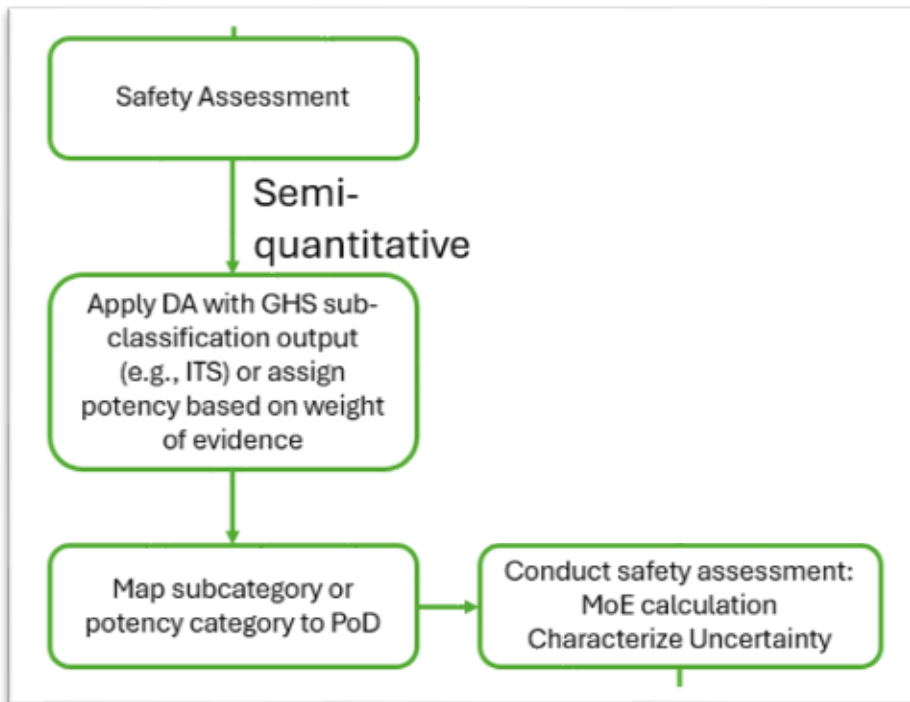 Safety Assessment
Semi-
quantitative
Apply DA with GHS sub-
classification output
(e.g., ITS) or assign
potency based on weight
of evidence
Map subcategory or
potency category to PoD
Conduct safety assessment:
MoE calculation
Characterize Uncertainty